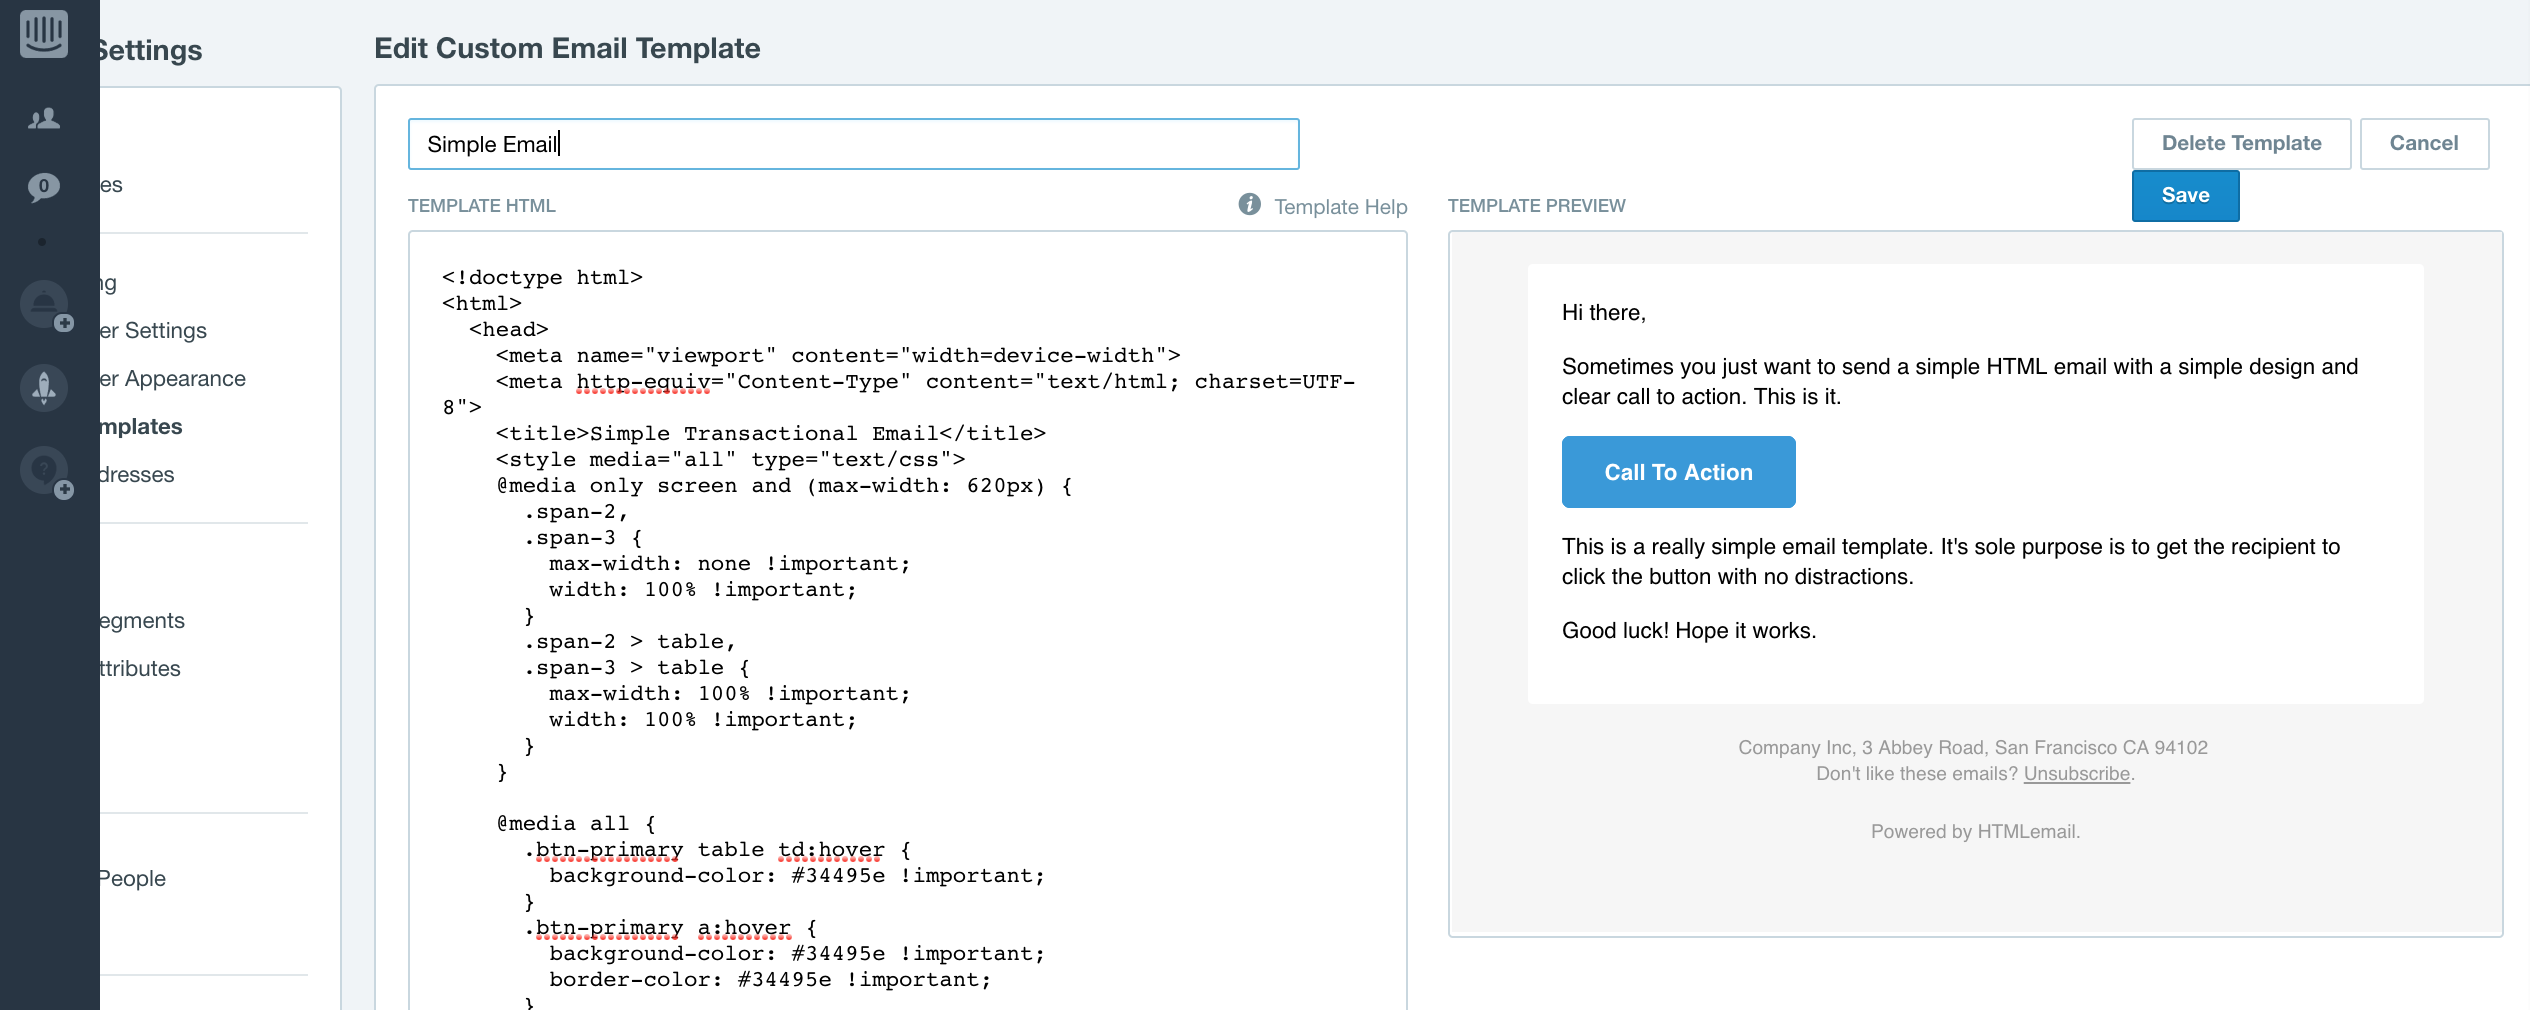 Settings
es
ng
er Settings
er Appearance
mplates
dresses
egments
ttributes
People
0
?
Edit Custom Email Template
Simple Email
Delete Template
Cancel
Save
TEMPLATE HTML
i Template Help
<!doctype html>
<html>
  <head>
    <meta name="viewport" content="width=device-width">
    <meta http-equiv="Content-Type" content="text/html; charset=UTF-
8">
    <title>Simple Transactional Email</title>
    <style media="all" type="text/css">
    @media only screen and (max-width: 620px) {
      .span-2,
      .span-3 {
        max-width: none !important;
        width: 100% !important;
      }
      .span-2 > table,
      .span-3 > table {
        max-width: 100% !important;
        width: 100% !important;
      }
    }
    @media all {
      .btn-primary table td:hover {
        background-color: #34495e !important;
      }
      .btn-primary a:hover {
        background-color: #34495e !important;
        border-color: #34495e !important;
      }
TEMPLATE PREVIEW
Hi there,
Sometimes you just want to send a simple HTML email with a simple design and
clear call to action. This is it.
Call To Action
This is a really simple email template. It's sole purpose is to get the recipient to
click the button with no distractions.
Good luck! Hope it works.
Company Inc, 3 Abbey Road, San Francisco CA 94102
Don't like these emails? Unsubscribe.
Powered by HTMLemail.